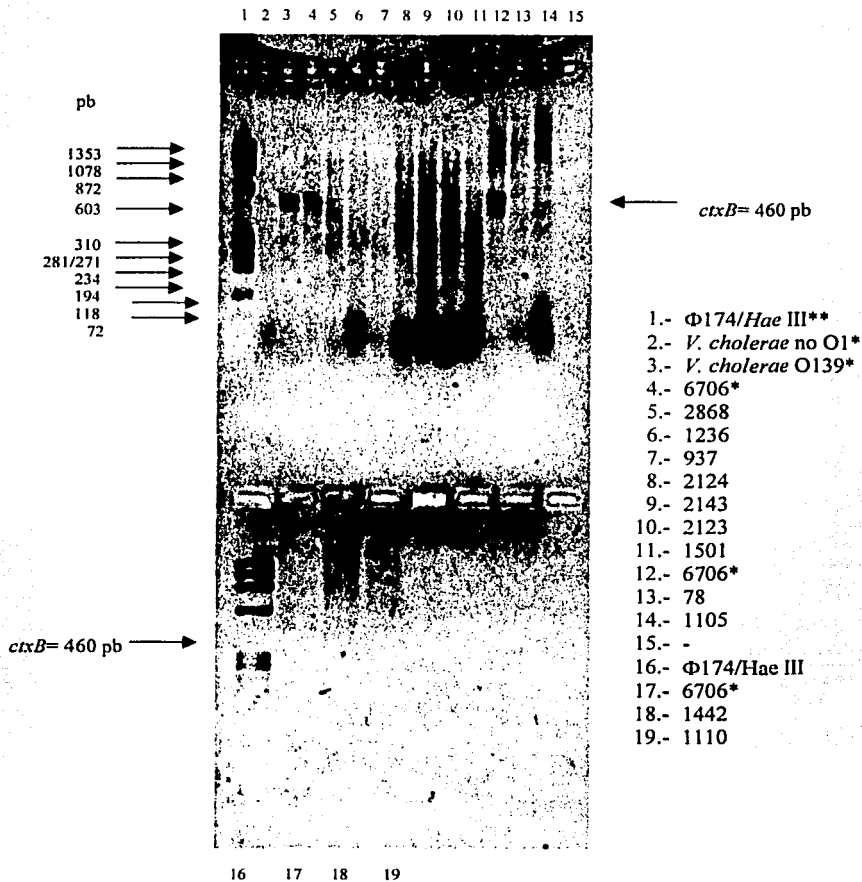 1 2 3 4 5 6 7 8 9 10 11 12 13 14 15
pb
1353
1078
872
603
310
281/271
234
194
118
72
ctxB= 460 pb
1.- Φ174/Hae III**
2.- V. cholerae no O1*
3.- V. cholerae O139*
4.- 6706*
5.- 2868
6.- 1236
7.- 937
8.- 2124
9.- 2143
10.- 2123
11.- 1501
12.- 6706*
13.- 78
14.- 1105
15.- -
16.- Φ174/Hae III
17.- 6706*
18.- 1442
19.- 1110
ctxB= 460 pb
16 17 18 19